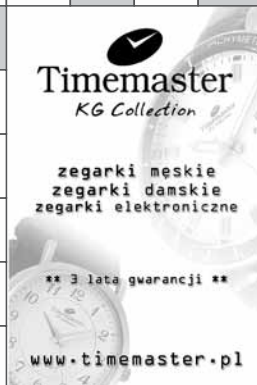 Timemaster
KG Collection
zegarki męskie
zegarki damskie
zegarki elektroniczne
** 3 lata gwarancji **
www.timemaster.pl